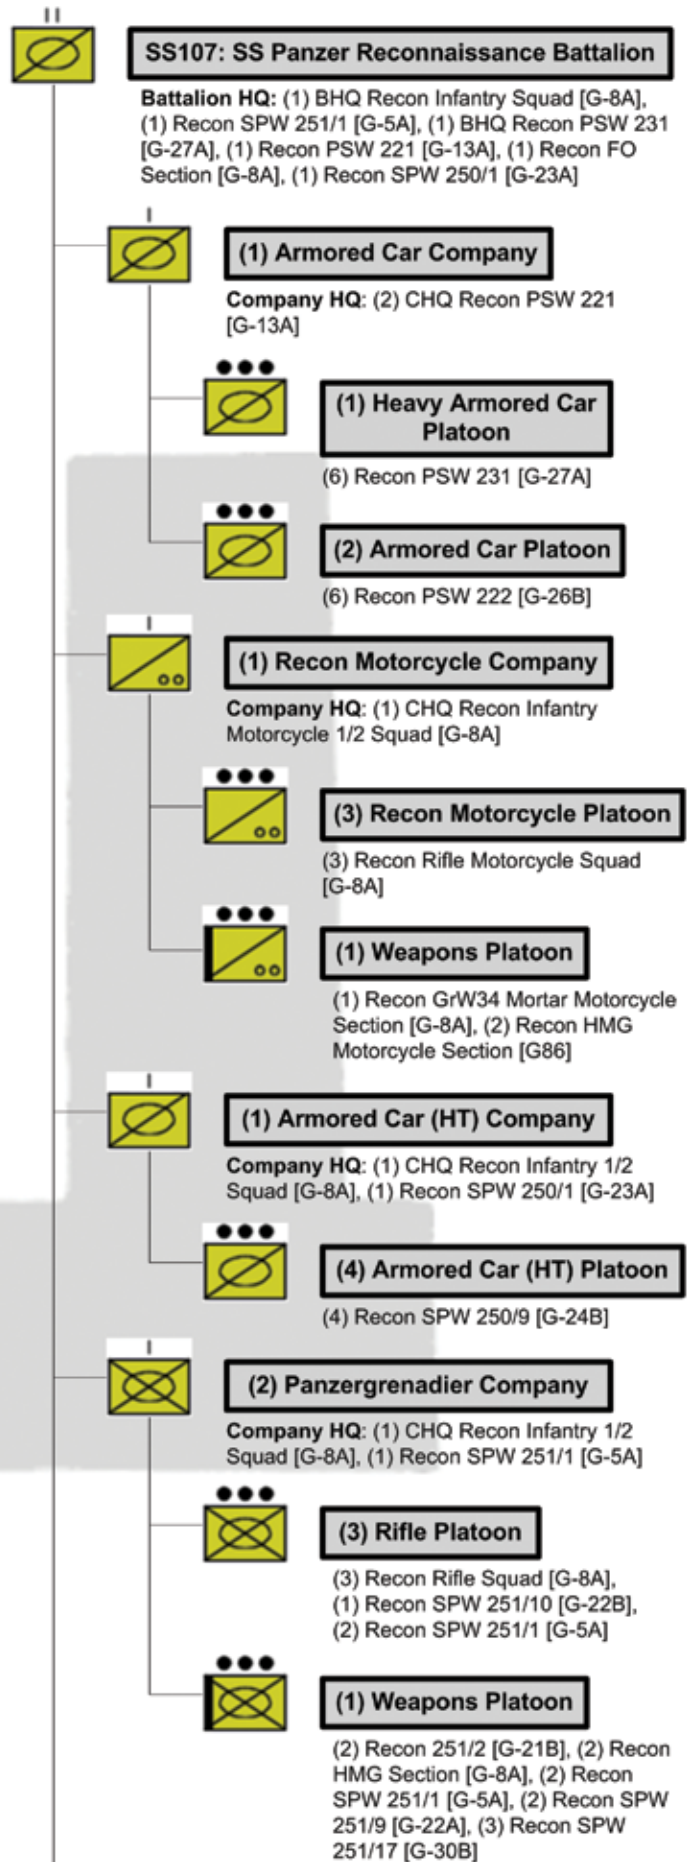 SS107: SS Panzer Reconnaissance Battalion
Battalion HQ: (1) BHQ Recon Infantry Squad [G-8A],
(1) Recon SPW 251/1 [G-5A], (1) BHQ Recon PSW 231
[G-27A], (1) Recon PSW 221 [G-13A], (1) Recon FO
Section [G-8A], (1) Recon SPW 250/1 [G-23A]
(1) Armored Car Company
Company HQ: (2) CHQ Recon PSW 221
[G-13A]
(1) Heavy Armored Car
Platoon
(6) Recon PSW 231 [G-27A]
(2) Armored Car Platoon
(6) Recon PSW 222 [G-26B]
(1) Recon Motorcycle Company
Company HQ: (1) CHQ Recon Infantry
Motorcycle 1/2 Squad [G-8A]
(3) Recon Motorcycle Platoon
(3) Recon Rifle Motorcycle Squad
[G-8A]
(1) Weapons Platoon
(1) Recon GrW34 Mortar Motorcycle
Section [G-8A], (2) Recon HMG
Motorcycle Section [G86]
(1) Armored Car (HT) Company
Company HQ: (1) CHQ Recon Infantry 1/2
Squad [G-8A], (1) Recon SPW 250/1 [G-23A]
(4) Armored Car (HT) Platoon
(4) Recon SPW 250/9 [G-24B]
(2) Panzergrenadier Company
Company HQ: (1) CHQ Recon Infantry 1/2
Squad [G-8A], (1) Recon SPW 251/1 [G-5A]
(3) Rifle Platoon
(3) Recon Rifle Squad [G-8A],
(1) Recon SPW 251/10 [G-22B],
(2) Recon SPW 251/1 [G-5A]
(1) Weapons Platoon
(2) Recon 251/2 [G-21B], (2) Recon
HMG Section [G-8A], (2) Recon
SPW 251/1 [G-5A], (2) Recon SPW
251/9 [G-22A], (3) Recon SPW
251/17 [G-30B]